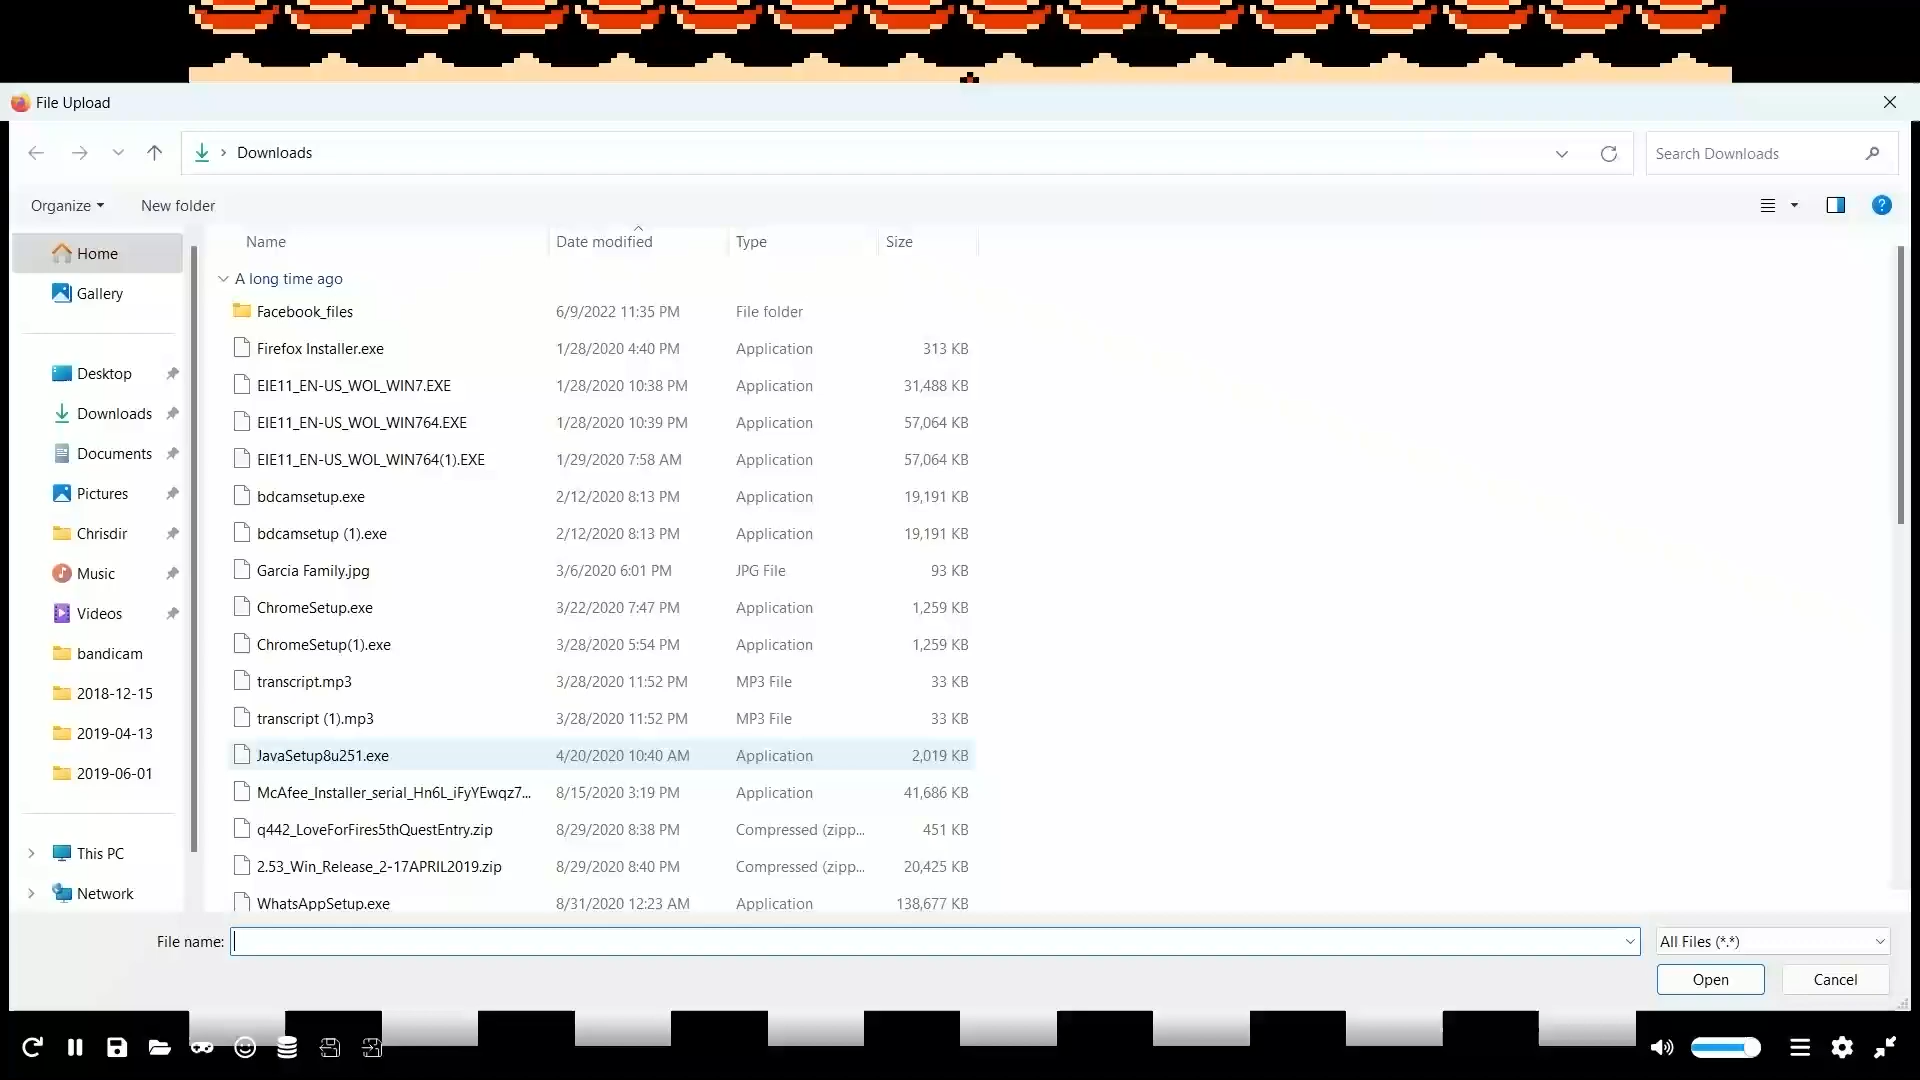 File Upload
Downloads
Search Downloads
Organize
New folder
Home
Gallery
Desktop
Downloads
Documents
Pictures
Chrisdir
Music
Videos
bandicam
2018-12-15
2019-04-13
2019-06-01
This PC
Network
Name Date modified Type Size
A long time ago
Facebook_files 6/9/2022 11:35 PM File folder
Firefox Installer.exe 1/28/2020 4:40 PM Application 313 KB
EIE11_EN-US_WOL_WIN7.EXE 1/28/2020 10:38 PM Application 31,488 KB
EIE11_EN-US_WOL_WIN764.EXE 1/28/2020 10:39 PM Application 57,064 KB
EIE11_EN-US_WOL_WIN764(1).EXE 1/29/2020 7:58 AM Application 57,064 KB
bdcamsetup.exe 2/12/2020 8:13 PM Application 19,191 KB
bdcamsetup (1).exe 2/12/2020 8:13 PM Application 19,191 KB
Garcia Family.jpg 3/6/2020 6:01 PM JPG File 93 KB
ChromeSetup.exe 3/22/2020 7:47 PM Application 1,259 KB
ChromeSetup(1).exe 3/28/2020 5:54 PM Application 1,259 KB
transcript.mp3 3/28/2020 11:52 PM MP3 File 33 KB
transcript (1).mp3 3/28/2020 11:52 PM MP3 File 33 KB
JavaSetup8u251.exe 4/20/2020 10:40 AM Application 2,019 KB
McAfee_Installer_serial_Hn6L_iFyYEwqz7... 8/15/2020 3:19 PM Application 41,686 KB
q442_LoveForFires5thQuestEntry.zip 8/29/2020 8:38 PM Compressed (zipp... 451 KB
2.53_Win_Release_2-17APRIL2019.zip 8/29/2020 8:40 PM Compressed (zipp... 20,425 KB
WhatsAppSetup.exe 8/31/2020 12:23 AM Application 138,677 KB
File name:
All Files (*.*)
Open
Cancel